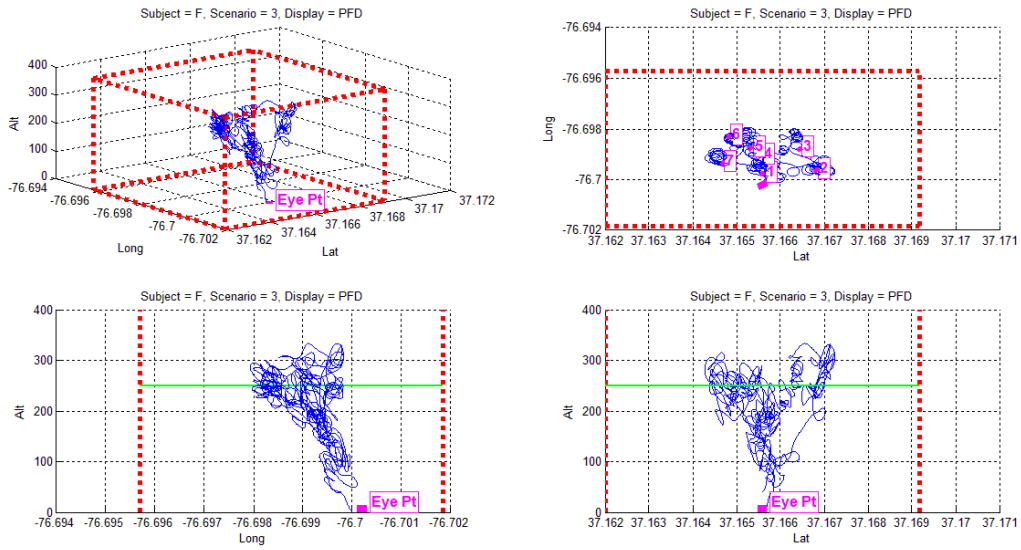 Subject = F, Scenario = 3, Display = PFD
400
300
200
100
0
Alt
-76.694
-76.696
-76.698
-76.7
-76.702
Long
37.162
37.164
37.166
37.168
37.17
37.172
Lat
Eye Pt
Subject = F, Scenario = 3, Display = PFD
-76.694
-76.696
-76.698
-76.7
-76.702
Long
6
5
4
3
7
1
2
37.162 37.163 37.164 37.165 37.166 37.167 37.168 37.169 37.17 37.171
Lat
Subject = F, Scenario = 3, Display = PFD
400
300
200
100
0
Alt
Eye Pt
-76.694 -76.695 -76.696 -76.697 -76.698 -76.699 -76.7 -76.701 -76.702
Long
Subject = F, Scenario = 3, Display = PFD
400
300
200
100
0
Alt
Eye Pt
37.162 37.163 37.164 37.165 37.166 37.167 37.168 37.169 37.17 37.171
Lat